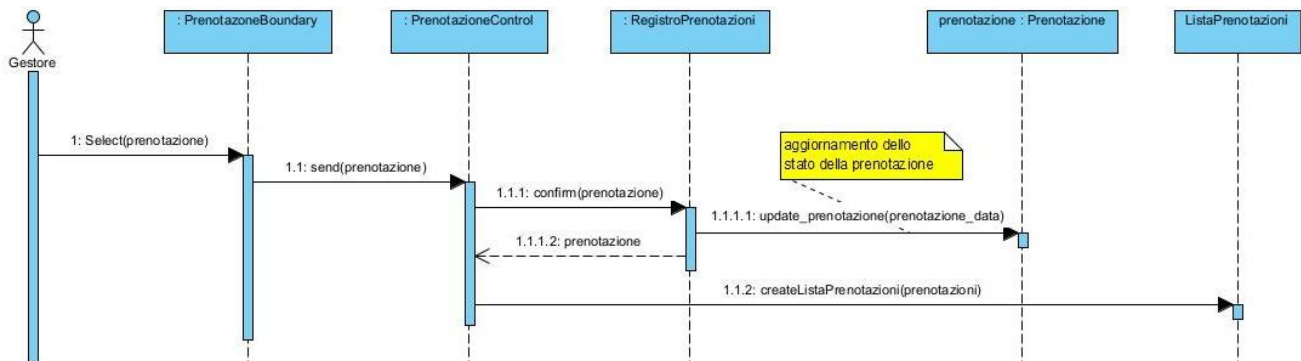 : PrenotazoneBoundary
: PrenotazioneControl
: RegistroPrenotazioni
prenotazione : Prenotazione
ListaPrenotazioni
Gestore
1: Select(prenotazione)
1.1: send(prenotazione)
aggiornamento dello
stato della prenotazione
1.1.1: confirm(prenotazione)
1.1.1.1: update_prenotazione(prenotazione_data)
1.1.1.2: prenotazione
1.1.2: createListaPrenotazioni(prenotazioni)